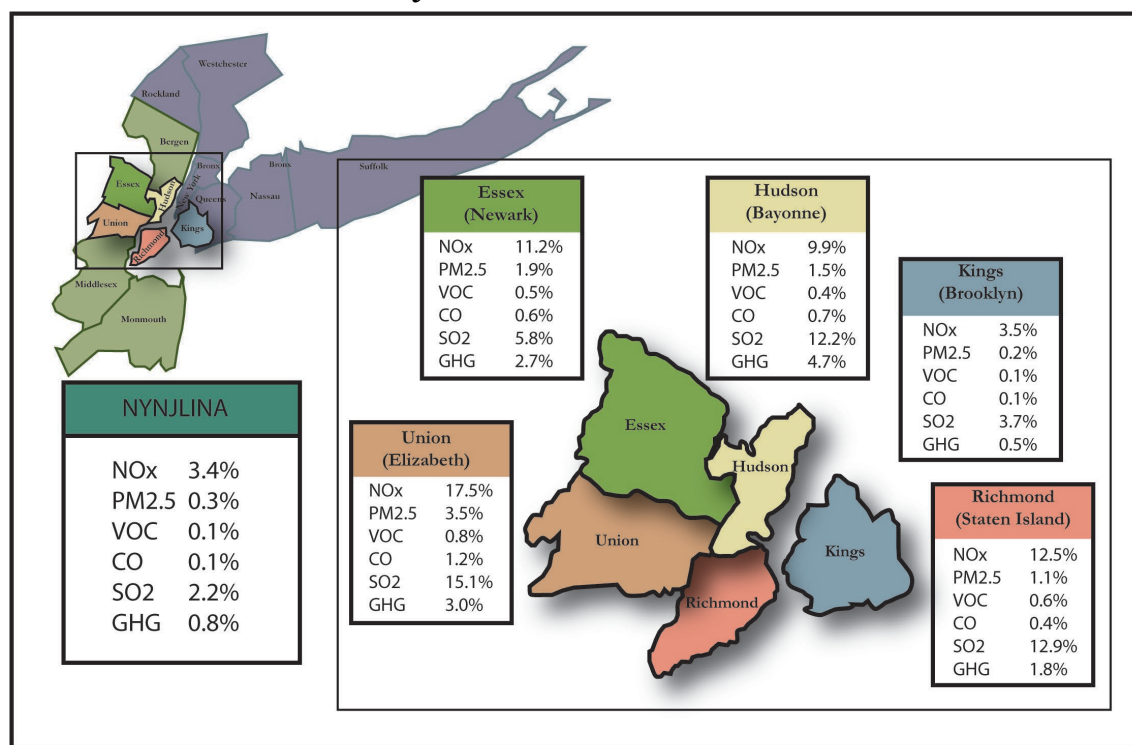 Westchester
Rockland
Bergen
Bronx
Bronx
Suffolk
Essex
Hudson
New York
Queens
Nassau
Union
Kings
Richmond
Middlesex
Monmouth
NYNJLINA
NOx 3.4%
PM2.5 0.3%
VOC 0.1%
CO 0.1%
SO2 2.2%
GHG 0.8%
Essex
(Newark)
NOx 11.2%
PM2.5 1.9%
VOC 0.5%
CO 0.6%
SO2 5.8%
GHG 2.7%
Hudson
(Bayonne)
NOx 9.9%
PM2.5 1.5%
VOC 0.4%
CO 0.7%
SO2 12.2%
GHG 4.7%
Kings
(Brooklyn)
NOx 3.5%
PM2.5 0.2%
VOC 0.1%
CO 0.1%
SO2 3.7%
GHG 0.5%
Union
(Elizabeth)
NOx 17.5%
PM2.5 3.5%
VOC 0.8%
CO 1.2%
SO2 15.1%
GHG 3.0%
Richmond
(Staten Island)
NOx 12.5%
PM2.5 1.1%
VOC 0.6%
CO 0.4%
SO2 12.9%
GHG 1.8%
Essex
Hudson
Union
Kings
Richmond